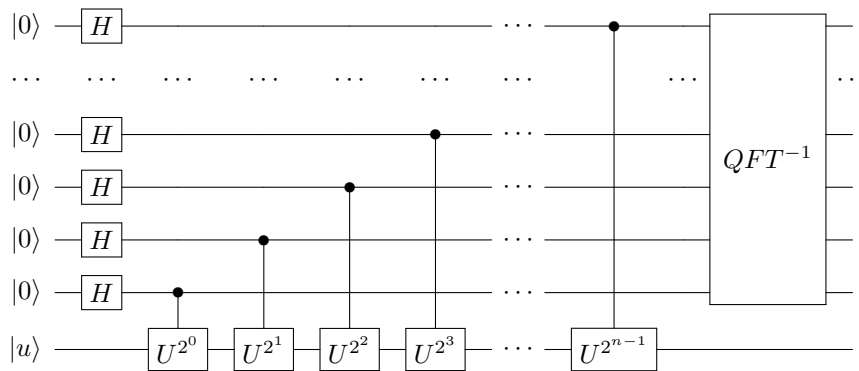 |0⟩ H ⋯ QFT⁻¹
⋯ ⋯ ⋯ ⋯ ⋯ ⋯ ⋯ ⋯ ⋯
|0⟩ H ⋯
|0⟩ H ⋯
|0⟩ H ⋯
|0⟩ H ⋯
|u⟩ U^{2^0} U^{2^1} U^{2^2} U^{2^3} ⋯ U^{2^{n-1}}